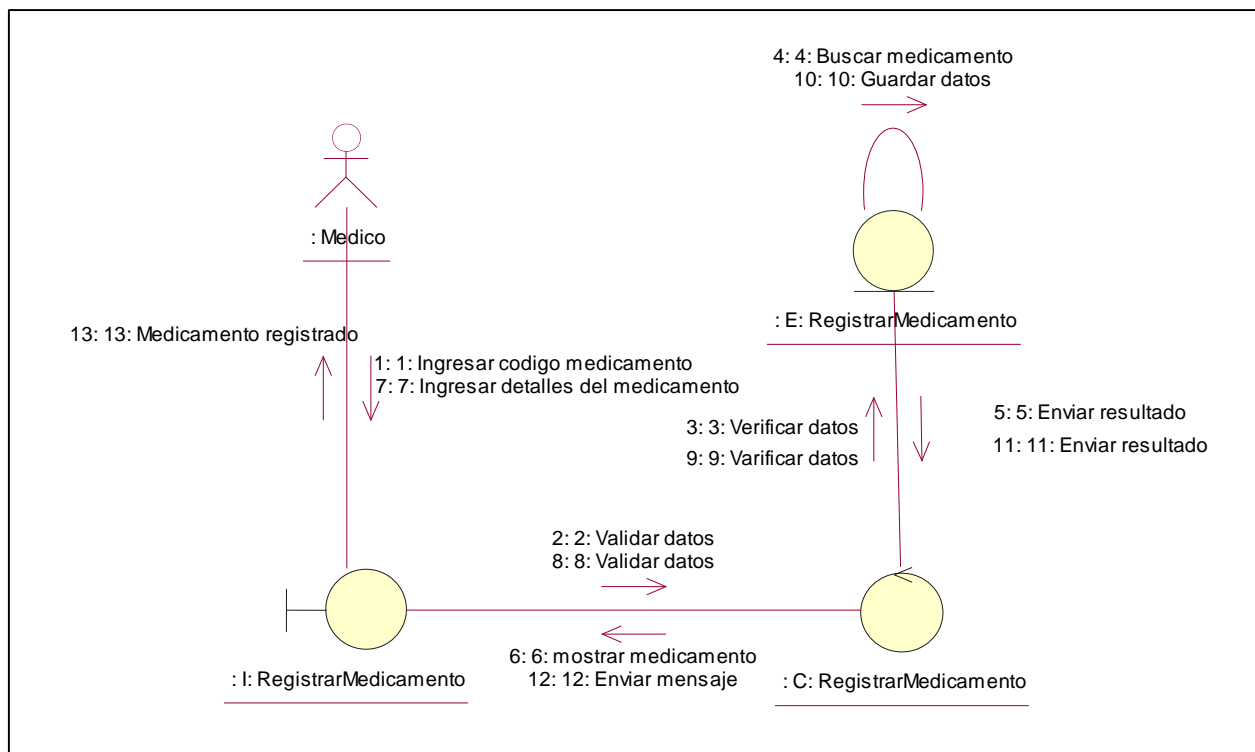 4: 4: Buscar medicamento
10: 10: Guardar datos
: Medico
: E: RegistrarMedicamento
13: 13: Medicamento registrado
1: 1: Ingresar codigo medicamento
7: 7: Ingresar detalles del medicamento
3: 3: Verificar datos
9: 9: Varificar datos
5: 5: Enviar resultado
11: 11: Enviar resultado
2: 2: Validar datos
8: 8: Validar datos
6: 6: mostrar medicamento
12: 12: Enviar mensaje
: I: RegistrarMedicamento
: C: RegistrarMedicamento